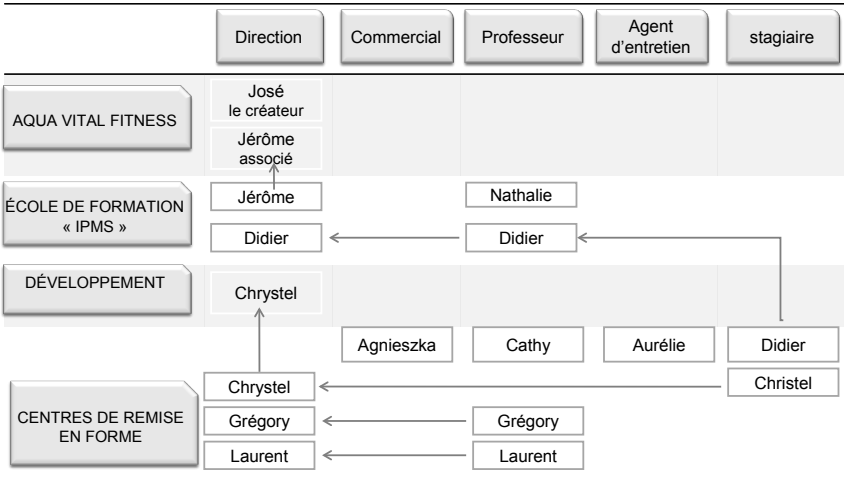 Direction
Commercial
Professeur
Agent
d'entretien
stagiaire
AQUA VITAL FITNESS
José
le créateur
Jérôme
associé
ÉCOLE DE FORMATION
« IPMS »
Jérôme
Nathalie
Didier
Didier
DÉVELOPPEMENT
Chrystel
Agnieszka
Cathy
Aurélie
Didier
CENTRES DE REMISE
EN FORME
Chrystel
Christel
Grégory
Grégory
Laurent
Laurent